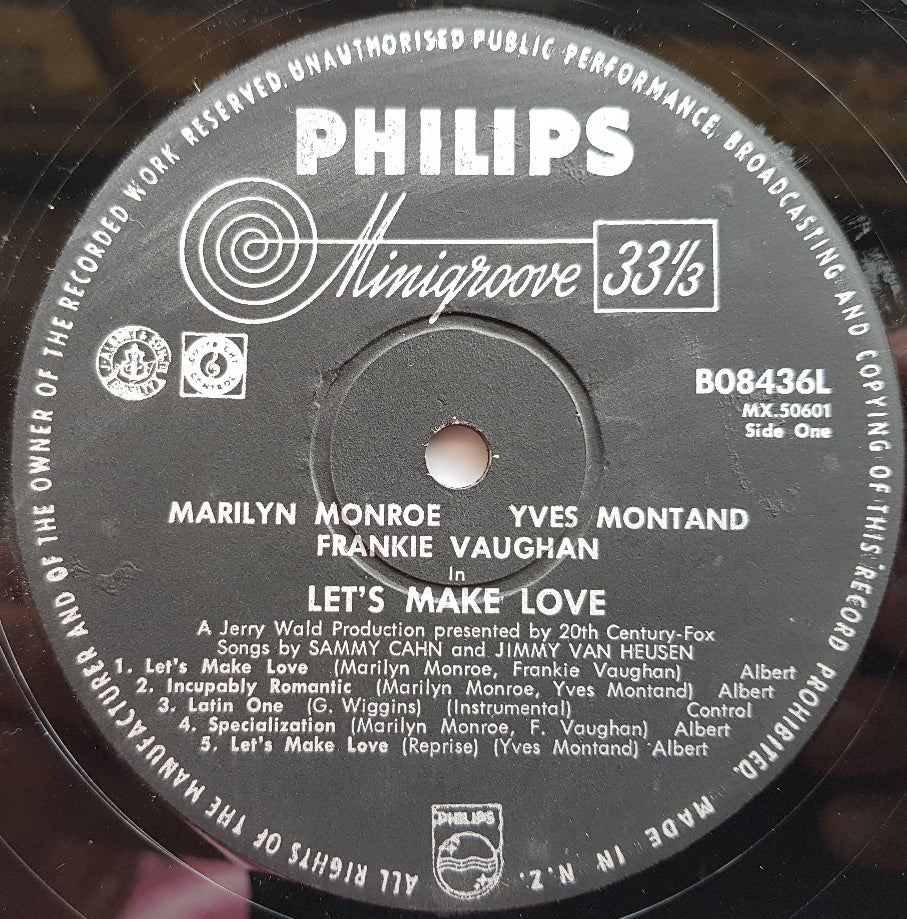 ALL RIGHTS OF THE MANUFACTURER AND OF THE OWNER OF THE RECORDED WORK RESERVED. UNAUTHORISED PUBLIC PERFORMANCE, BROADCASTING AND COPYING OF THIS RECORD PROHIBITED. MADE IN N.Z.
PHILIPS
Minigroove 33⅓
COPYRIGHT CONTROL
BO8436L
MX.50601
Side One
MARILYN MONROE YVES MONTAND
FRANKIE VAUGHAN
In
LET'S MAKE LOVE
A Jerry Wald Production presented by 20th Century-Fox
Songs by SAMMY CAHN and JIMMY VAN HEUSEN
1. Let's Make Love (Marilyn Monroe, Frankie Vaughan) Albert
2. Incupably Romantic (Marilyn Monroe, Yves Montand) Albert
3. Latin One (G. Wiggins) (Instrumental) Control
4. Specialization (Marilyn Monroe, F. Vaughan) Albert
5. Let's Make Love (Reprise) (Yves Montand) Albert
PHILIPS